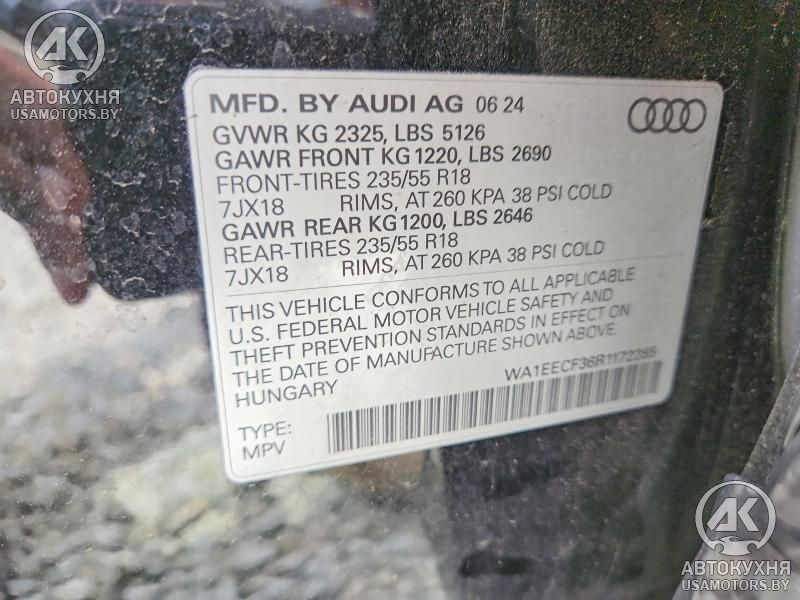 АК
АВТОКУХНЯ
USAMOTORS.BY
MFD. BY AUDI AG 06 24
GVWR KG 2325, LBS 5126
GAWR FRONT KG 1220, LBS 2690
FRONT-TIRES 235/55 R18
7JX18 RIMS, AT 260 KPA 38 PSI COLD
GAWR REAR KG 1200, LBS 2646
REAR-TIRES 235/55 R18
7JX18 RIMS, AT 260 KPA 38 PSI COLD
THIS VEHICLE CONFORMS TO ALL APPLICABLE
U.S. FEDERAL MOTOR VEHICLE SAFETY AND
THEFT PREVENTION STANDARDS IN EFFECT ON
THE DATE OF MANUFACTURE SHOWN ABOVE.
HUNGARY
WA1EECF36R1172285
TYPE:
MPV
АК
АВТОКУХНЯ
USAMOTORS.BY